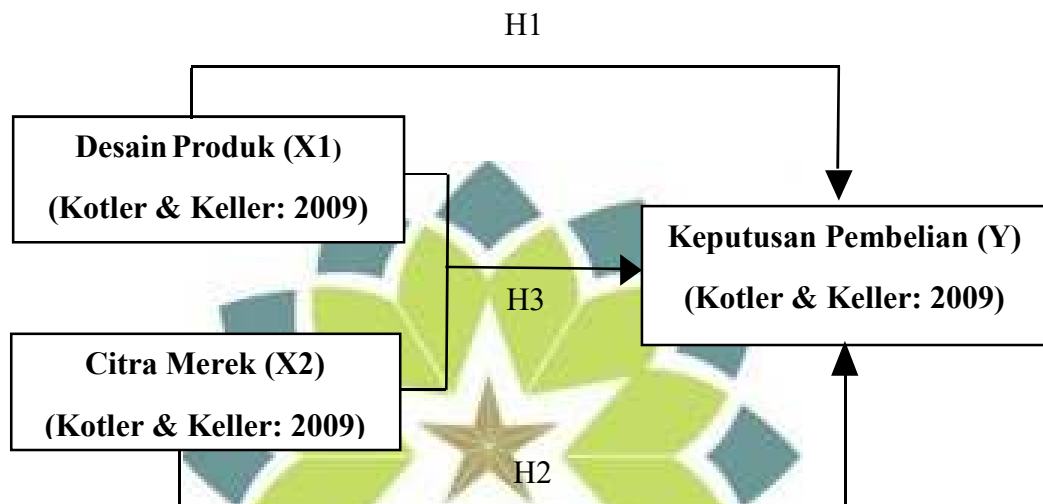 H1
Desain Produk (X1)
(Kotler & Keller: 2009)
Keputusan Pembelian (Y)
(Kotler & Keller: 2009)
H3
Citra Merek (X2)
(Kotler & Keller: 2009)
H2